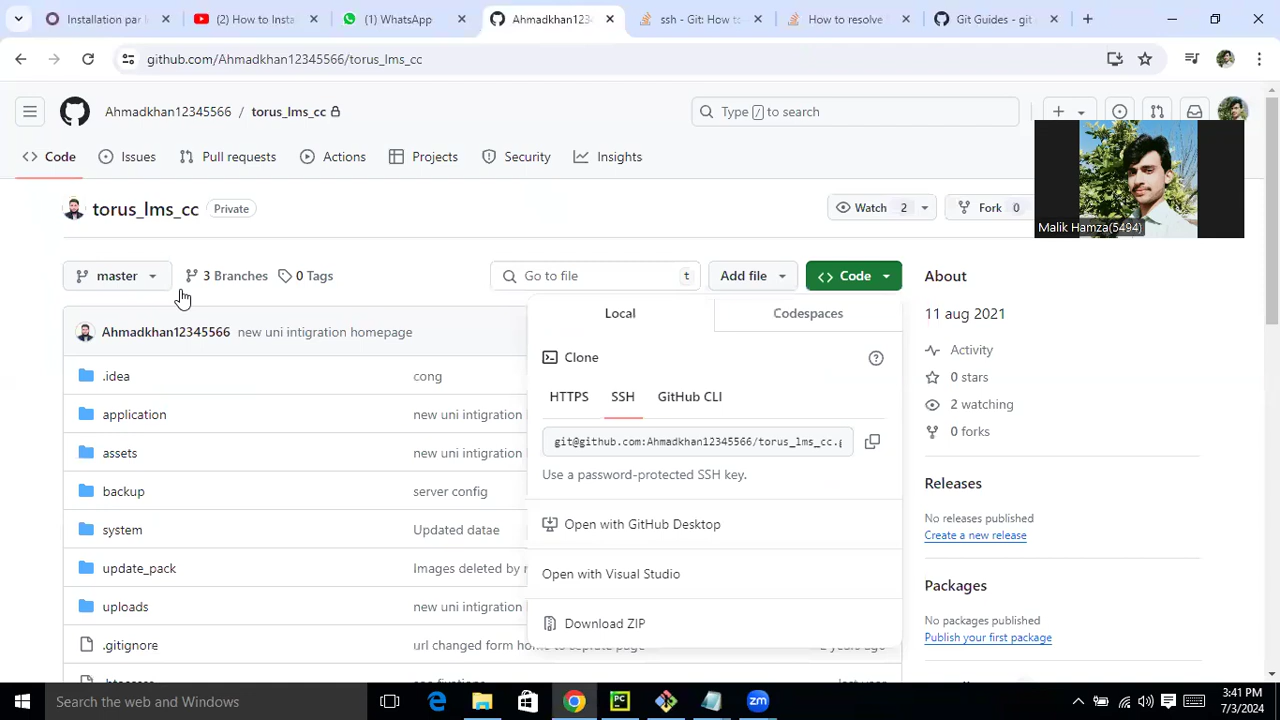 Installation par l
(2) How to Insta
(1) WhatsApp
Ahmadkhan1234
ssh - Git: How to
How to resolve
Git Guides - git
github.com/Ahmadkhan12345566/torus_lms_cc
Ahmadkhan12345566 / torus_lms_cc
Type / to search
Code
Issues
Pull requests
Actions
Projects
Security
Insights
Malik Hamza(5494)
torus_lms_cc
Private
Watch 2
Fork 0
master
3 Branches
0 Tags
Go to file
t
Add file
Code
About
11 aug 2021
Local
Codespaces
Ahmadkhan12345566 new uni intigration homepage
Clone
Activity
.idea
cong
HTTPS
SSH
GitHub CLI
0 stars
2 watching
0 forks
application
new uni intigration
git@github.com:Ahmadkhan12345566/torus_lms_cc.g
assets
new uni intigration
Use a password-protected SSH key.
Releases
backup
server config
No releases published
Create a new release
system
Updated datae
Open with GitHub Desktop
update_pack
Images deleted by
Open with Visual Studio
Packages
uploads
new uni intigration
Download ZIP
No packages published
Publish your first package
.gitignore
url changed form home to seprate page
2 years ago
Search the web and Windows
3:41 PM
7/3/2024